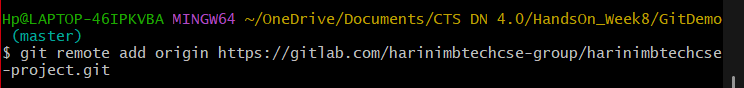 Hp@LAPTOP-46IPKVBA MINGW64 ~/OneDrive/Documents/CTS DN 4.0/HandsOn_Week8/GitDemo
(master)
$ git remote add origin https://gitlab.com/harinimbtechcse-group/harinimbtechcse
-project.git